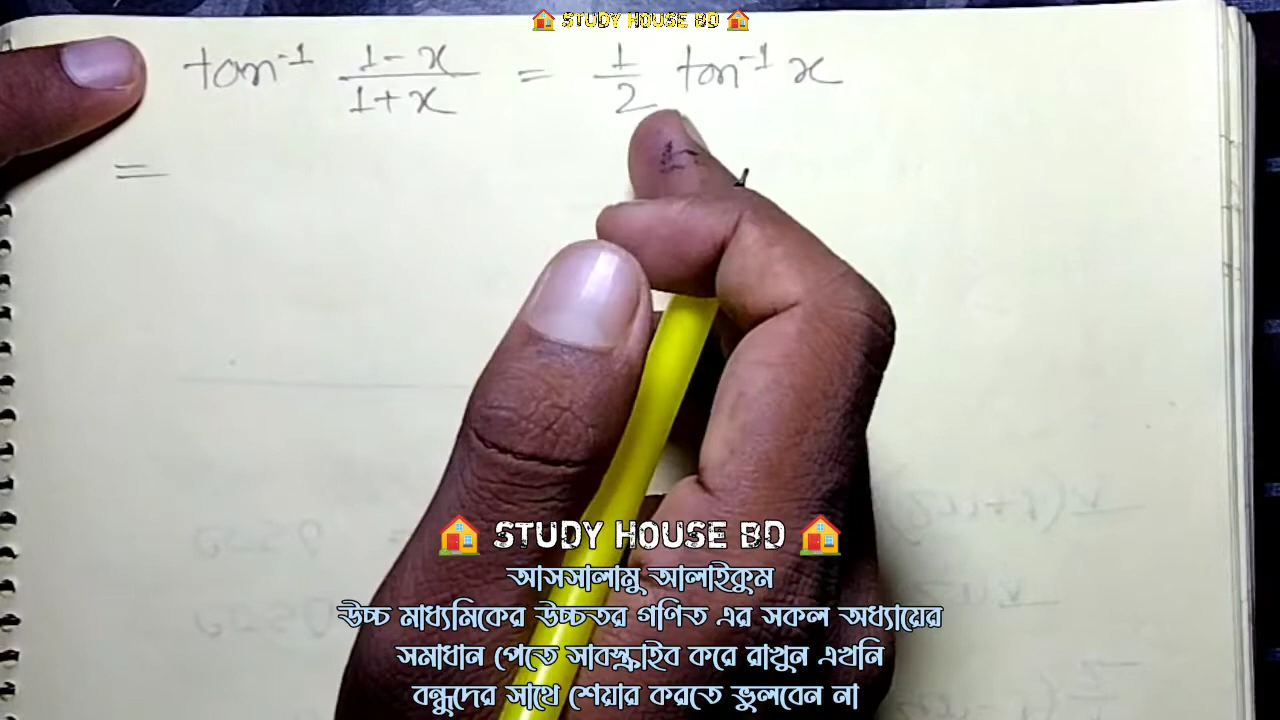 🏠 STUDY HOUSE BD 🏠
tan⁻¹ (1-x)/(1+x) = 1/2 tan⁻¹ x
=
🏠 STUDY HOUSE BD 🏠
আসসালামু আলাইকুম
উচ্চ মাধ্যমিকের উচ্চতর গণিত এর সকল অধ্যায়ের
সমাধান পেতে সাবস্ক্রাইব করে রাখুন এখনি
বন্ধুদের সাথে শেয়ার করতে ভুলবেন না